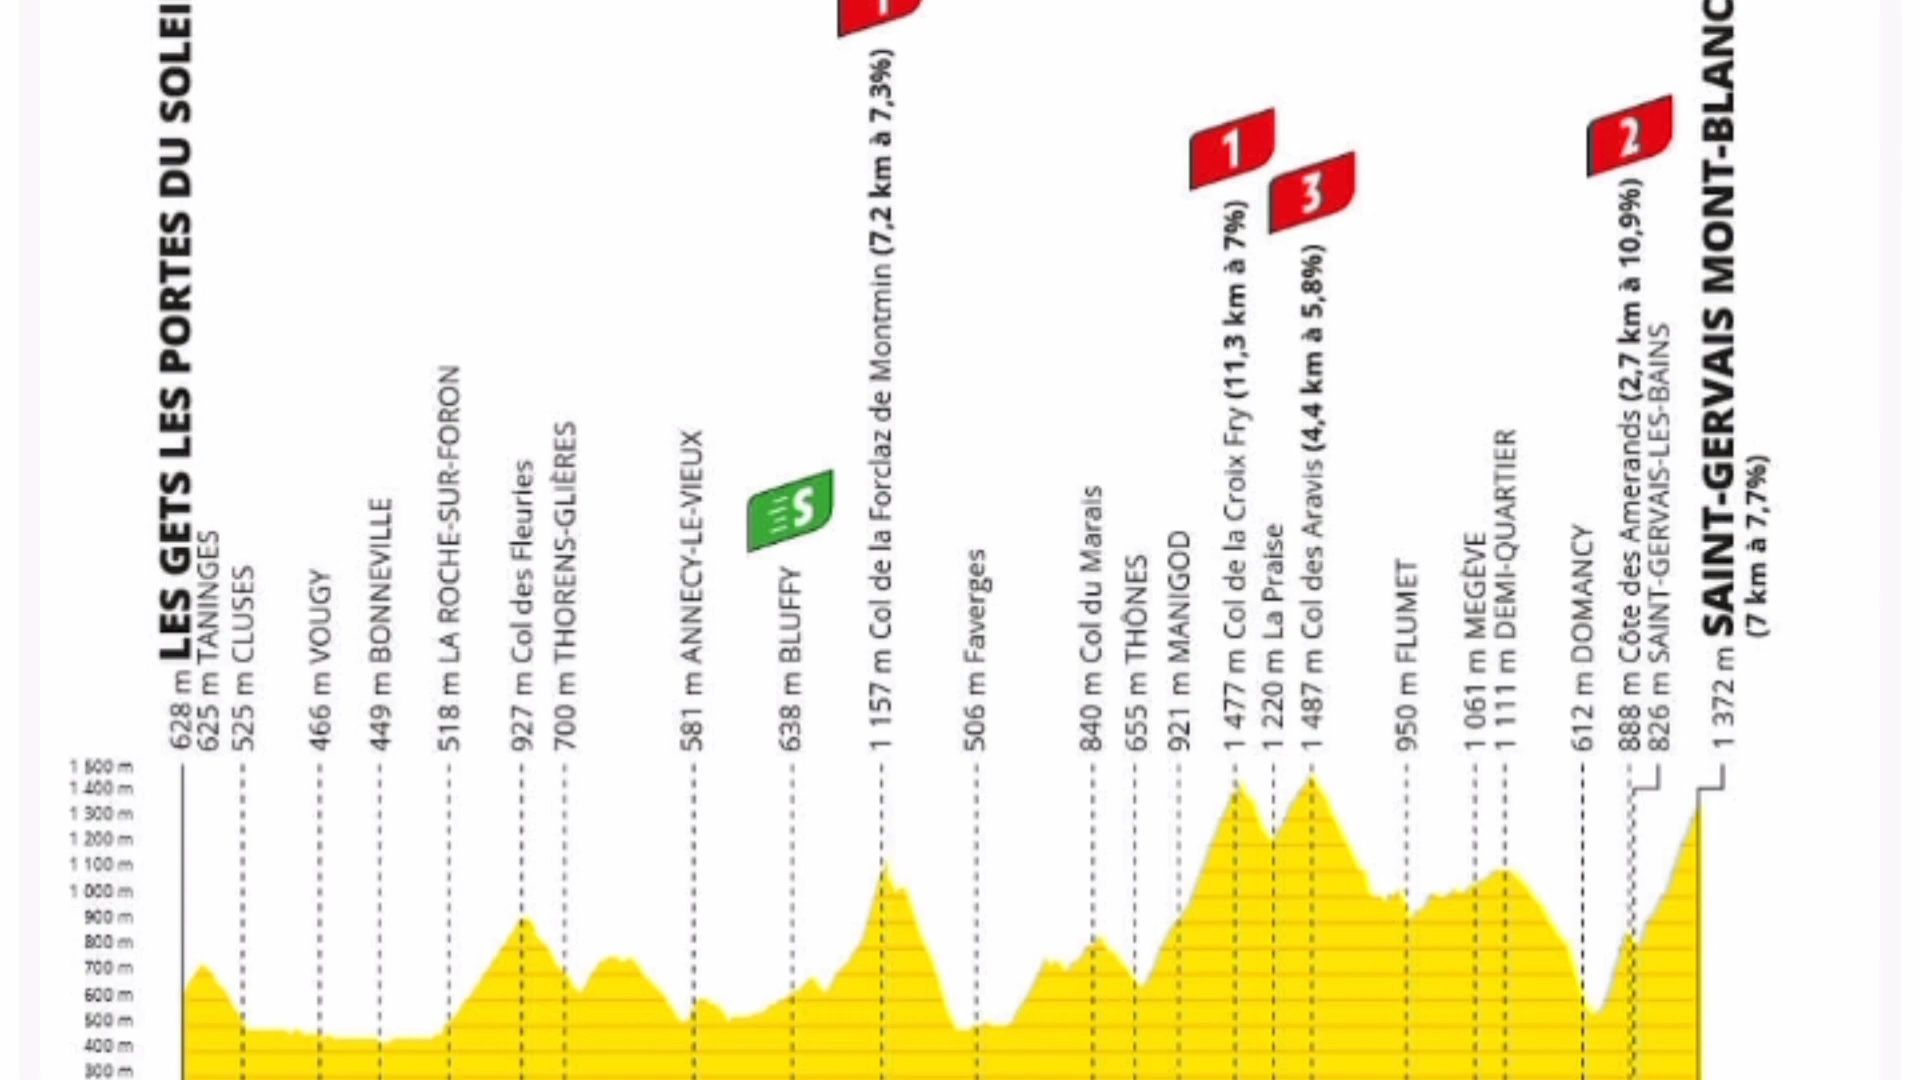 628 m LES GETS LES PORTES DU SOLEI
625 m TANINGES
525 m CLUSES
466 m VOUGY
449 m BONNEVILLE
518 m LA ROCHE-SUR-FORON
927 m Col des Fleuries
700 m THORENS-GLIÈRES
581 m ANNECY-LE-VIEUX
S
638 m BLUFFY
1
1 157 m Col de la Forclaz de Montmin (7,2 km à 7,3%)
506 m Faverges
840 m Col du Marais
655 m THÔNES
921 m MANIGOD
1
1 477 m Col de la Croix Fry (11,3 km à 7%)
1 220 m La Praise
3
1 487 m Col des Aravis (4,4 km à 5,8%)
950 m FLUMET
1 061 m MEGÈVE
1 111 m DEMI-QUARTIER
612 m DOMANCY
2
888 m Côte des Amerands (2,7 km à 10,9%)
826 m SAINT-GERVAIS-LES-BAINS
1 372 m SAINT-GERVAIS MONT-BLANC
(7 km à 7,7%)
1 500 m
1 400 m
1 300 m
1 200 m
1 100 m
1 000 m
900 m
800 m
700 m
600 m
500 m
400 m
300 m